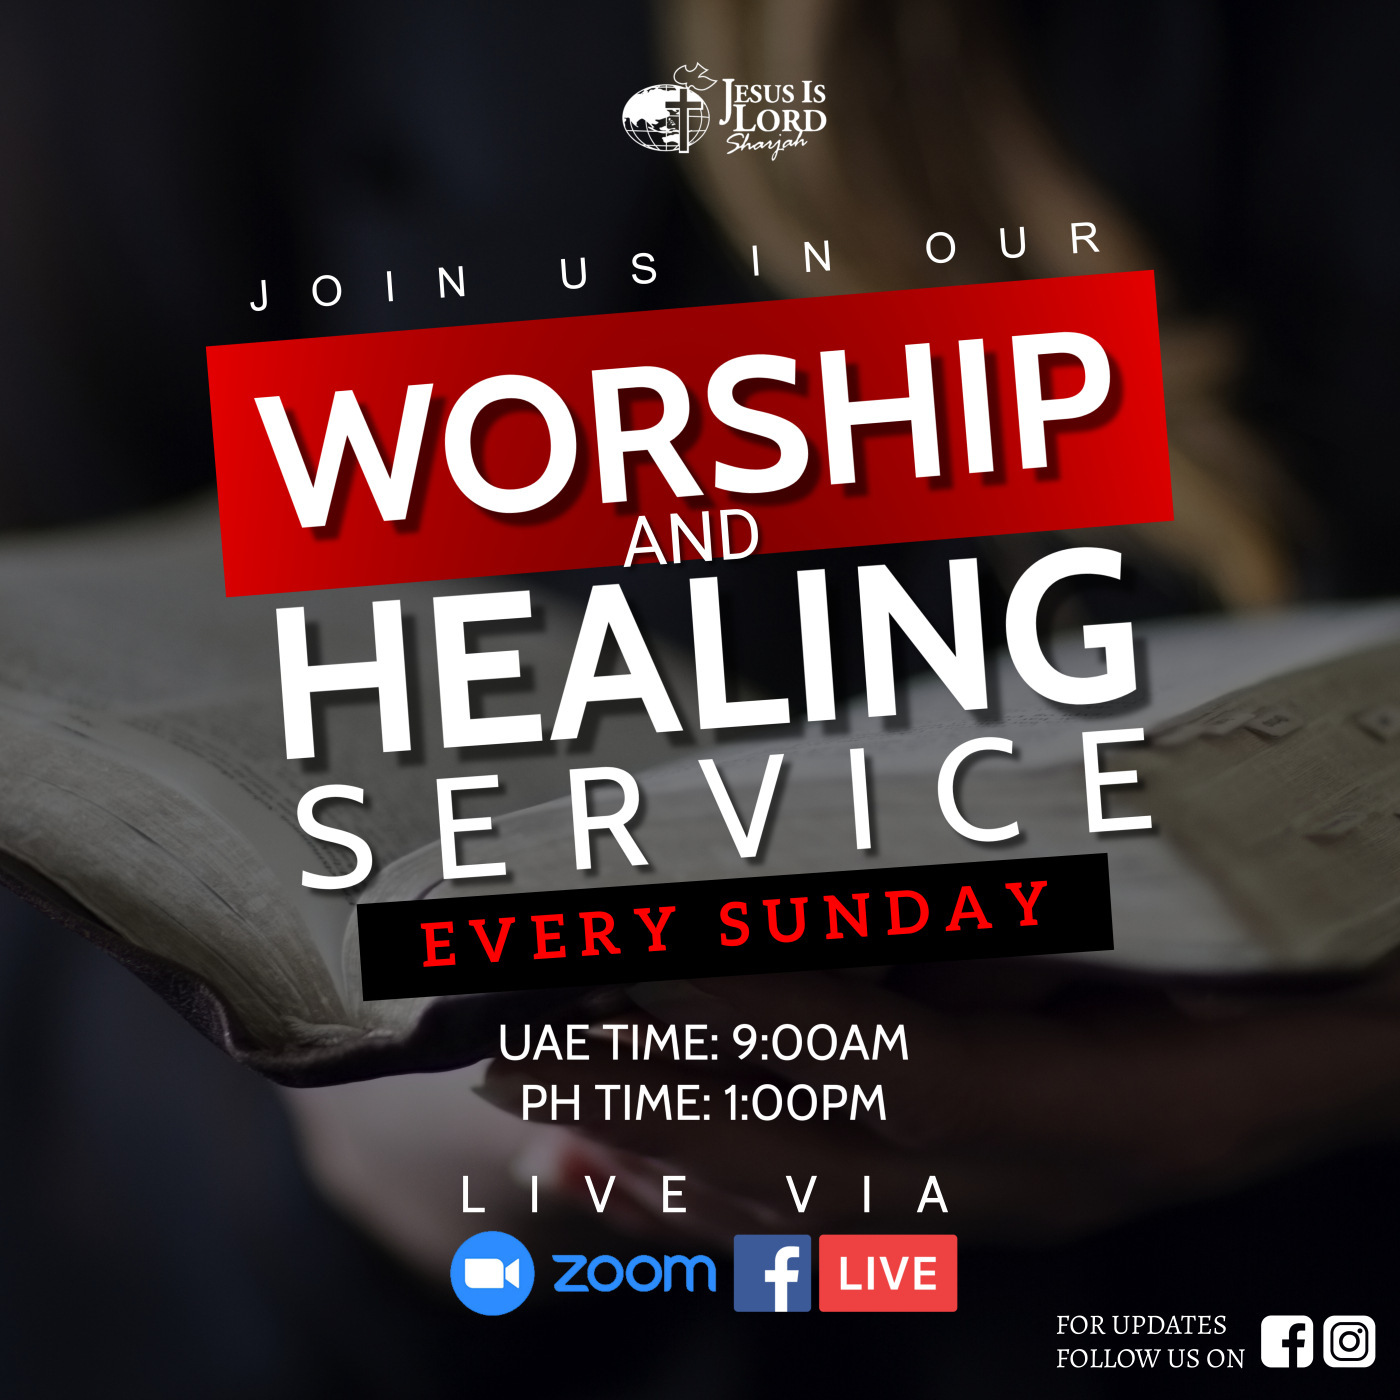 JESUS IS
LORD
Sharjah
JOIN US IN OUR
WORSHIP
AND
HEALING
SERVICE
EVERY SUNDAY
UAE TIME: 9:00AM
PH TIME: 1:00PM
LIVE VIA
zoom f LIVE
FOR UPDATES
FOLLOW US ON